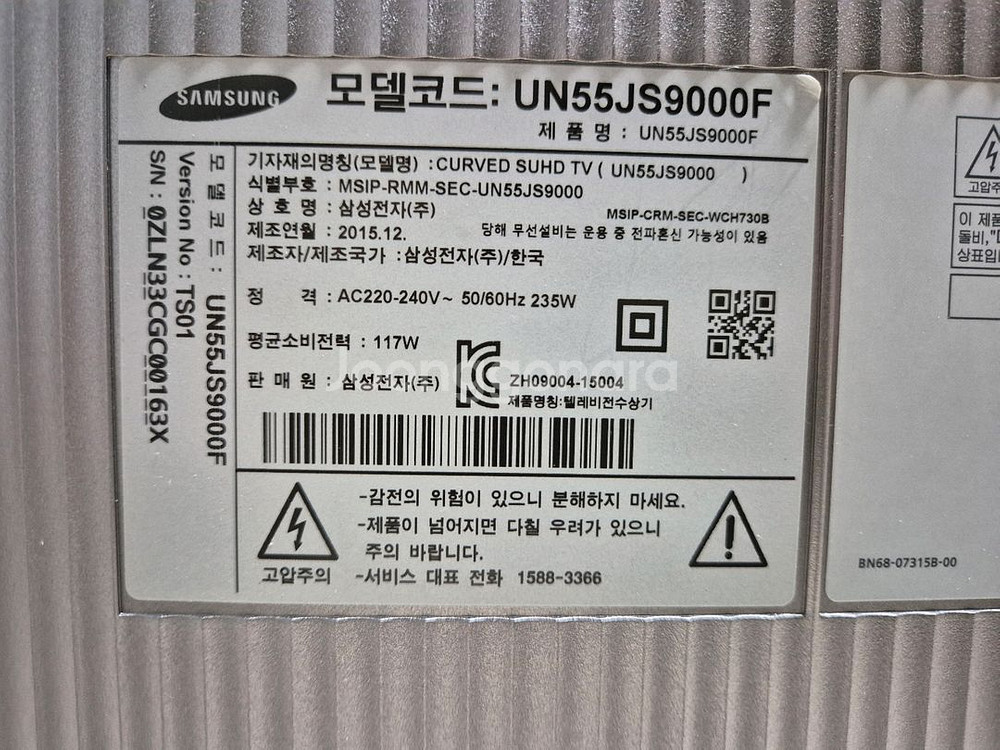 SAMSUNG
모델코드: UN55JS9000F
제 품 명 : UN55JS9000F
기자재의명칭(모델명) :CURVED SUHD TV ( UN55JS9000 )
식별부호 : MSIP-RMM-SEC-UN55JS9000
상 호 명 : 삼성전자(주)
MSIP-CRM-SEC-WCH730B
제조연월 : 2015.12.
당해 무선설비는 운용 중 전파혼신 가능성이 있음
제조자/제조국가 :삼성전자(주)/한국
정 격 : AC220-240V~ 50/60Hz 235W
평균소비전력 : 117W
판 매 원 : 삼성전자(주)
ZH09004-15004
제품명칭:텔레비전수상기
모 델 코 드 : UN55JS9000F
Version No : TS01
S/N : 0ZLN33CGC00163X
-감전의 위험이 있으니 분해하지 마세요.
-제품이 넘어지면 다칠 우려가 있으니
주의 바랍니다.
고압주의
-서비스 대표 전화 1588-3366
Joonggonara
고압주
이 제품
돌비,"
상표입니
BN68-07315B-00